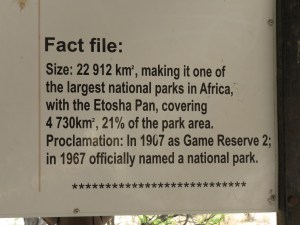 Fact file:
Size: 22 912 km², making it one of
the largest national parks in Africa,
with the Etosha Pan, covering
4 730km², 21% of the park area.
Proclamation: In 1907 as Game Reserve 2;
in 1967 officially named a national park.
**************************